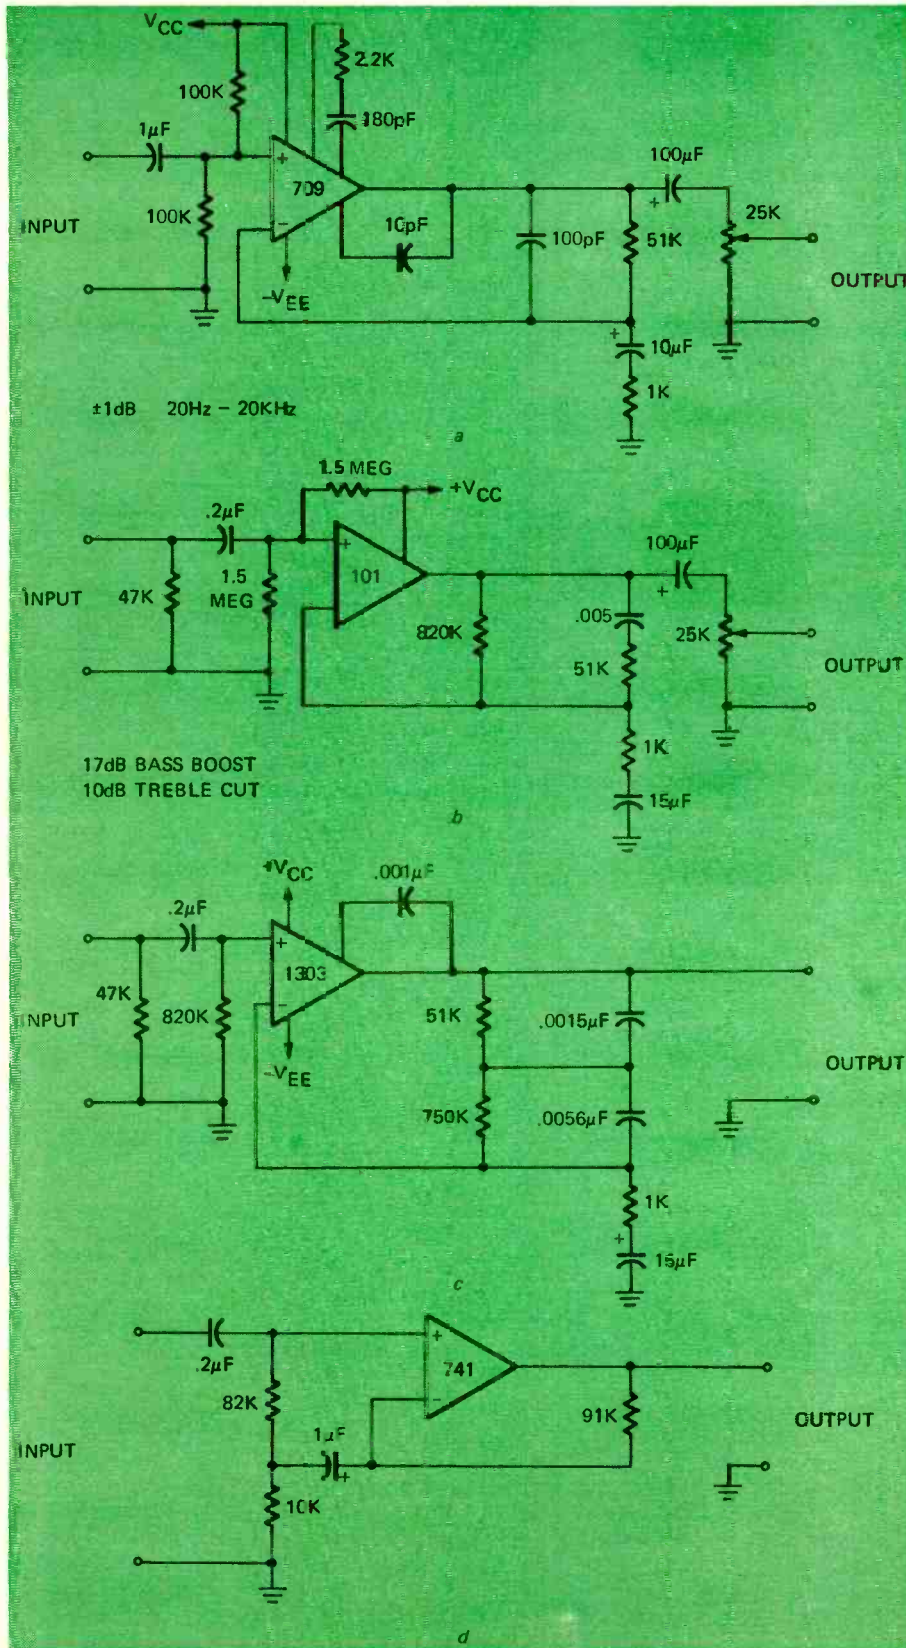 VCC
2.2K
100K
180pF
1µF
+
709
100µF
+
25K
INPUT
100K
10pF
100pF
51K
−
OUTPUT
−VEE
+
10µF
1K
±1dB 20Hz – 20KHz
a
1.5 MEG
+VCC
.2µF
+
100µF
INPUT
47K
1.5
MEG
101
+
820K
.005
25K
51K
OUTPUT
1K
17dB BASS BOOST
10dB TREBLE CUT
15µF
b
+VCC
.001µF
.2µF
+
1303
INPUT
47K
820K
−
51K
.0015µF
OUTPUT
−VEE
750K
.0056µF
1K
+
15µF
c
.2µF
+
741
82K
−
91K
OUTPUT
INPUT
1µF
+
10K
d